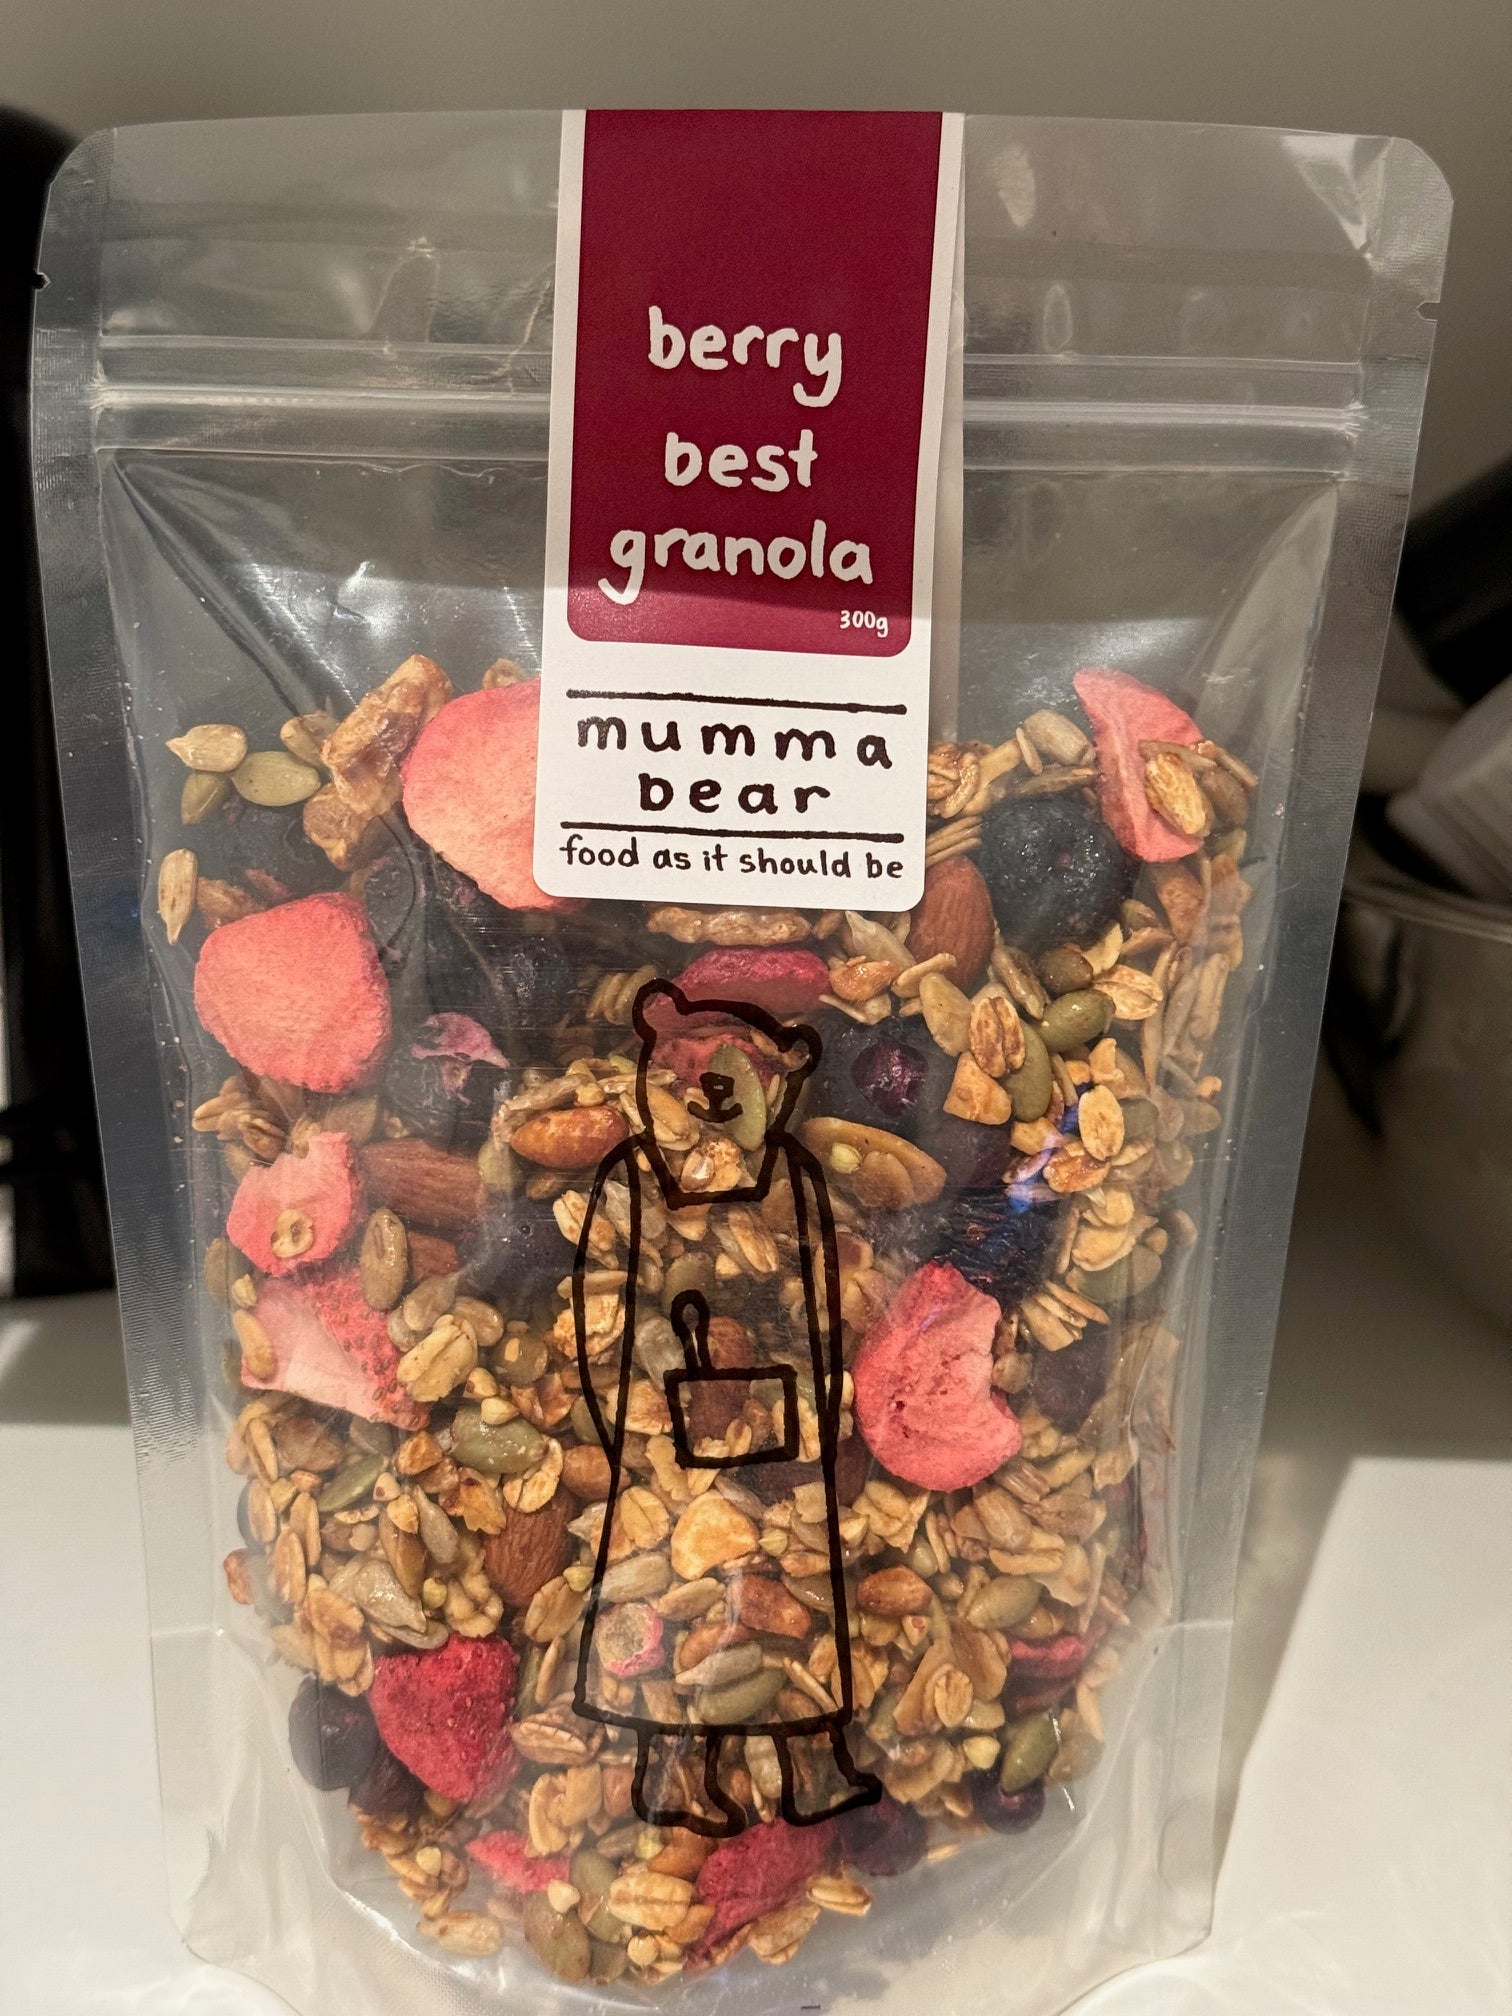 berry
best
granola
300g
mumma
bear
food as it should be